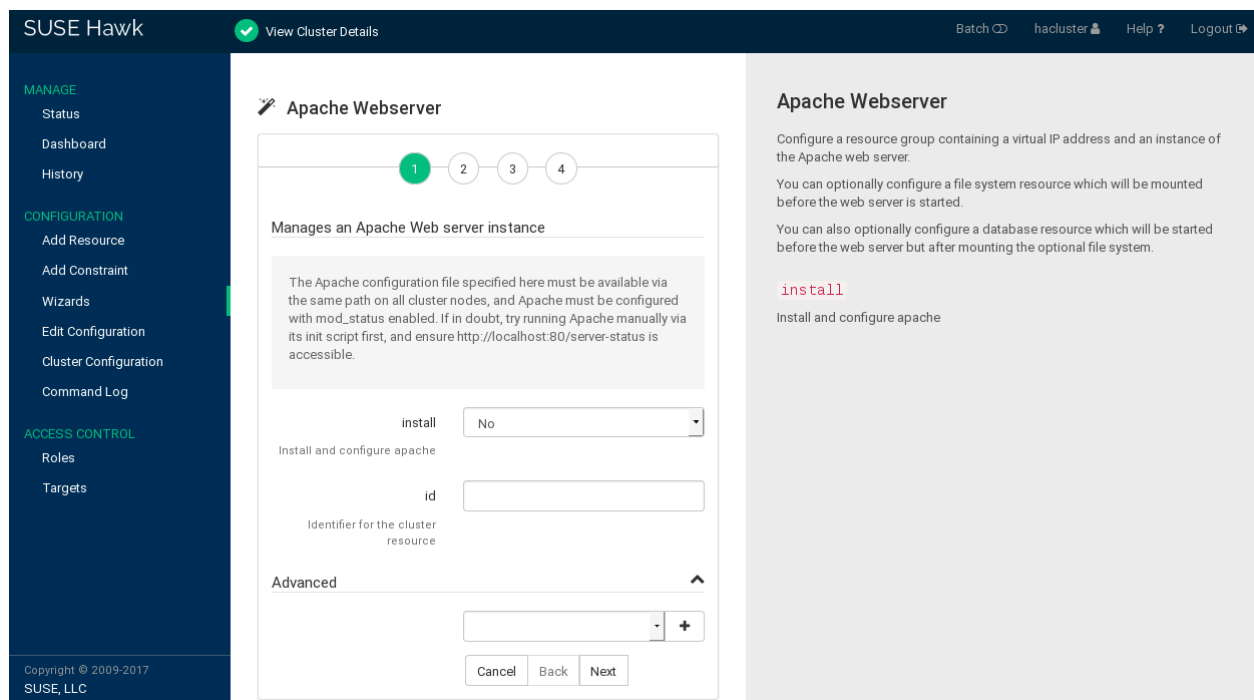 SUSE Hawk
View Cluster Details
Batch
hacluster
Help ?
Logout
MANAGE
Status
Dashboard
History
CONFIGURATION
Add Resource
Add Constraint
Wizards
Edit Configuration
Cluster Configuration
Command Log
ACCESS CONTROL
Roles
Targets
Copyright © 2009-2017
SUSE, LLC
Apache Webserver
1
2
3
4
Manages an Apache Web server instance
The Apache configuration file specified here must be available via
the same path on all cluster nodes, and Apache must be configured
with mod_status enabled. If in doubt, try running Apache manually via
its init script first, and ensure http://localhost:80/server-status is
accessible.
install
No
Install and configure apache
id
Identifier for the cluster
resource
Advanced
Cancel
Back
Next
Apache Webserver
Configure a resource group containing a virtual IP address and an instance of
the Apache web server.
You can optionally configure a file system resource which will be mounted
before the web server is started.
You can also optionally configure a database resource which will be started
before the web server but after mounting the optional file system.
install
Install and configure apache